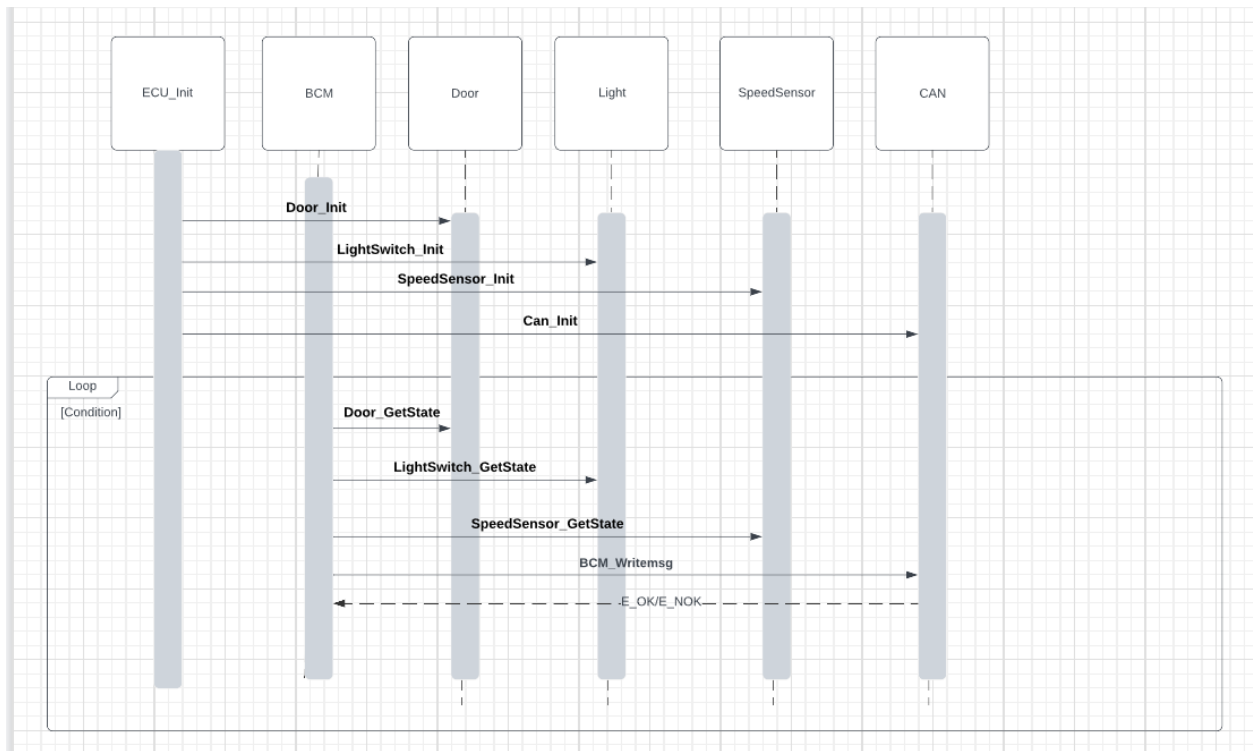 ECU_Init
BCM
Door
Light
SpeedSensor
CAN
Door_Init
LightSwitch_Init
SpeedSensor_Init
Can_Init
Loop
[Condition]
Door_GetState
LightSwitch_GetState
SpeedSensor_GetState
BCM_Writemsg
E_OK/E_NOK